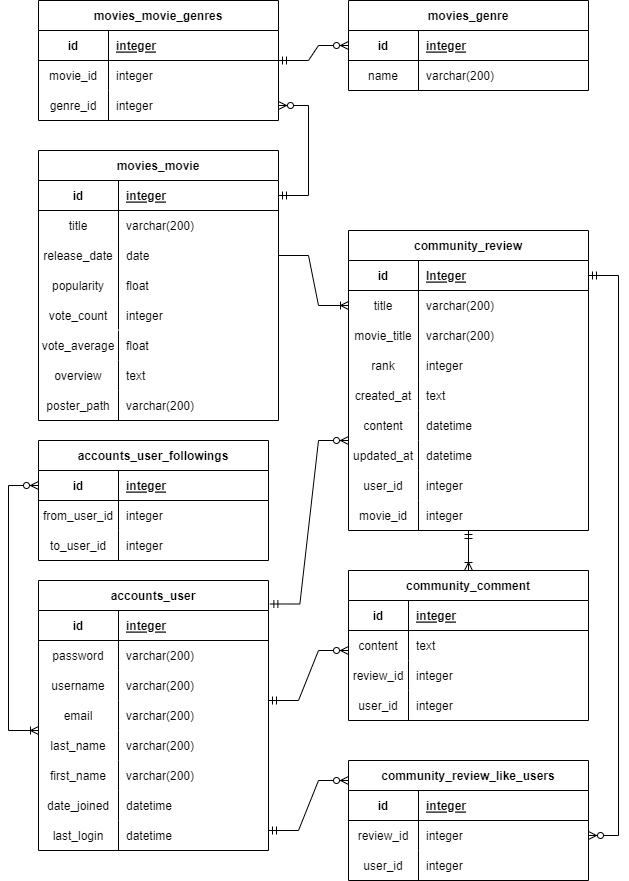 movies_movie_genres
id integer
movie_id integer
genre_id integer
movies_genre
id integer
name varchar(200)
movies_movie
id integer
title varchar(200)
release_date date
popularity float
vote_count integer
vote_average float
overview text
poster_path varchar(200)
community_review
id Integer
title varchar(200)
movie_title varchar(200)
rank integer
created_at text
content datetime
updated_at datetime
user_id integer
movie_id integer
accounts_user_followings
id integer
from_user_id integer
to_user_id integer
accounts_user
id integer
password varchar(200)
username varchar(200)
email varchar(200)
last_name varchar(200)
first_name varchar(200)
date_joined datetime
last_login datetime
community_comment
id integer
content text
review_id integer
user_id integer
community_review_like_users
id integer
review_id integer
user_id integer